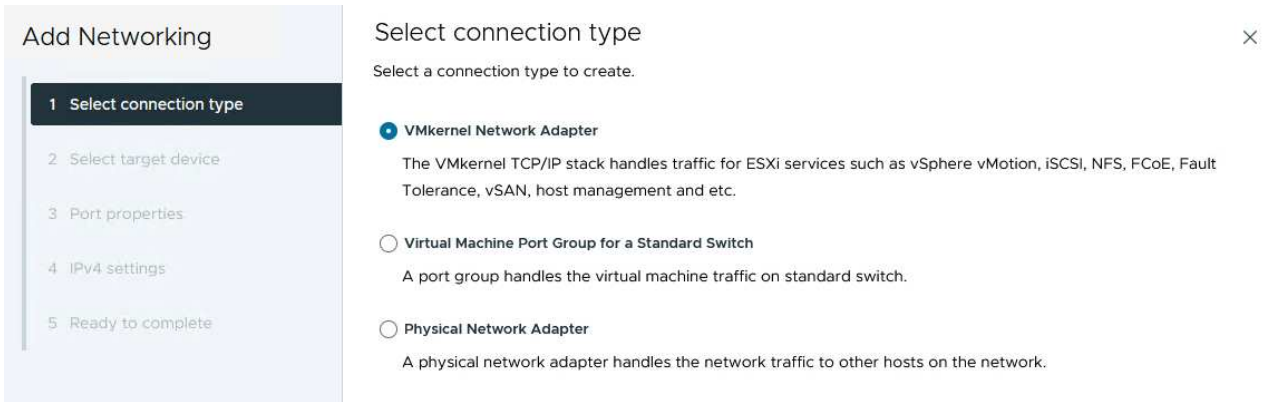 Add Networking
1 Select connection type
2 Select target device
3 Port properties
4 IPv4 settings
5 Ready to complete
Select connection type
Select a connection type to create.
VMkernel Network Adapter
The VMkernel TCP/IP stack handles traffic for ESXi services such as vSphere vMotion, iSCSI, NFS, FCoE, Fault
Tolerance, vSAN, host management and etc.
Virtual Machine Port Group for a Standard Switch
A port group handles the virtual machine traffic on standard switch.
Physical Network Adapter
A physical network adapter handles the network traffic to other hosts on the network.